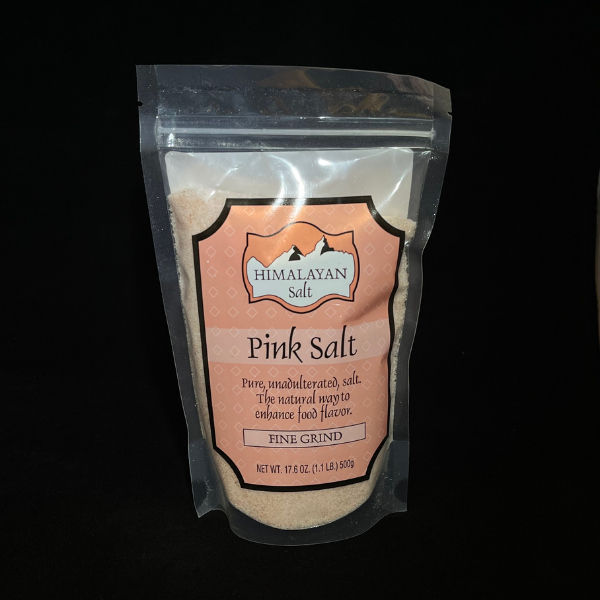 HIMALAYAN
Salt
Pink Salt
Pure, unadulterated, salt.
The natural way to
enhance food flavor.
FINE GRIND
NET WT. 17.6 OZ. (1.1 LB.) 500g